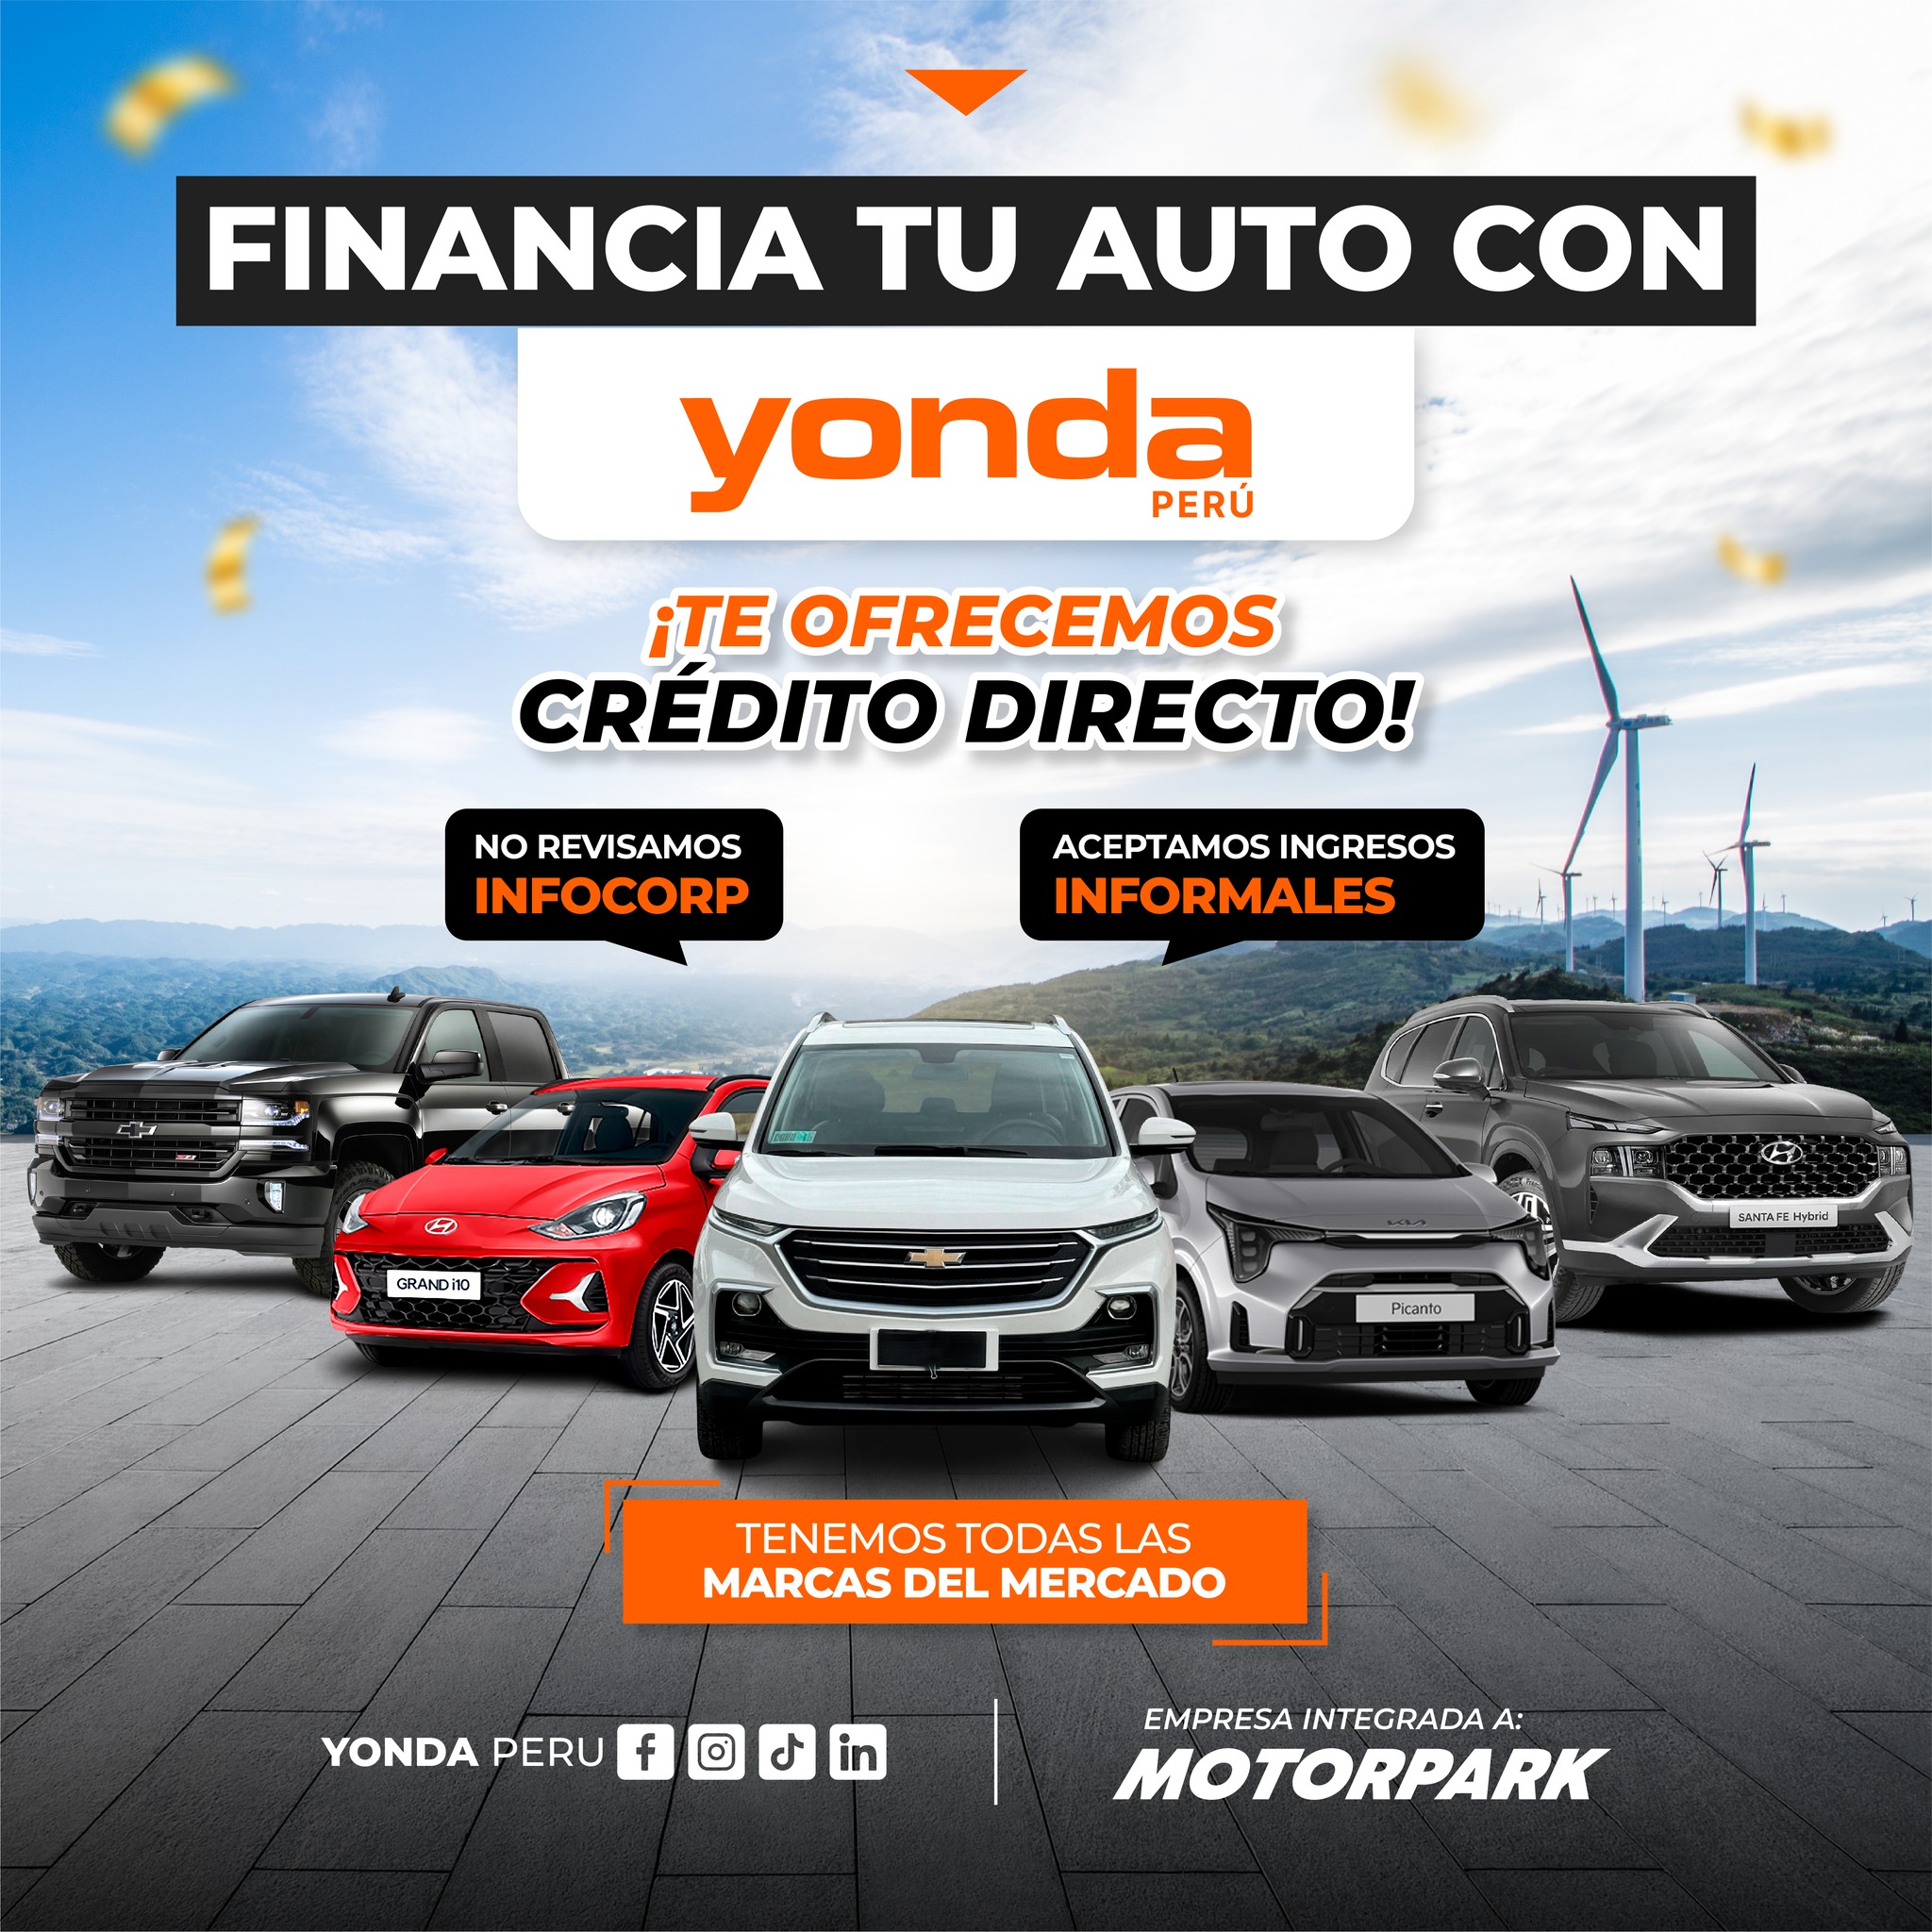 FINANCIA TU AUTO CON
yonda
PERÚ
¡TE OFRECEMOS
CRÉDITO DIRECTO!
NO REVISAMOS
INFOCORP
ACEPTAMOS INGRESOS
INFORMALES
SANTA FE Hybrid
GRAND i10
Picanto
TENEMOS TODAS LAS
MARCAS DEL MERCADO
YONDA PERU
EMPRESA INTEGRADA A:
MOTORPARK